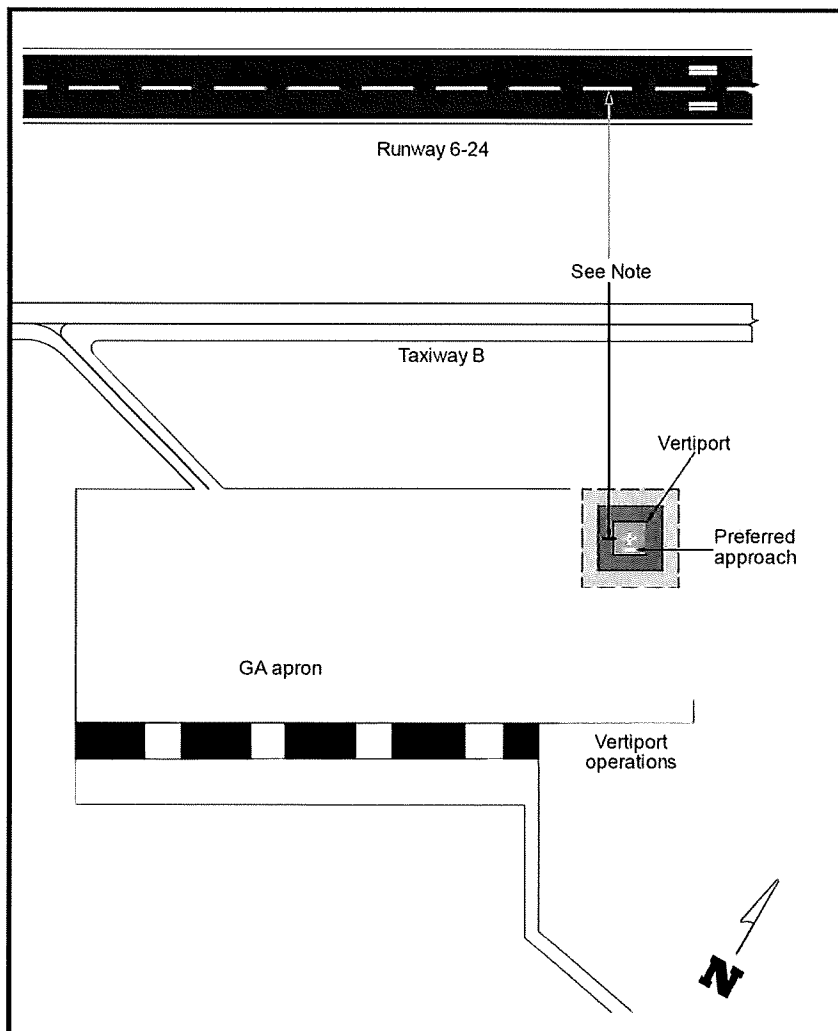 Runway 6-24
See Note
Taxiway B
Vertiport
Preferred
approach
GA apron
Vertiport
operations
N